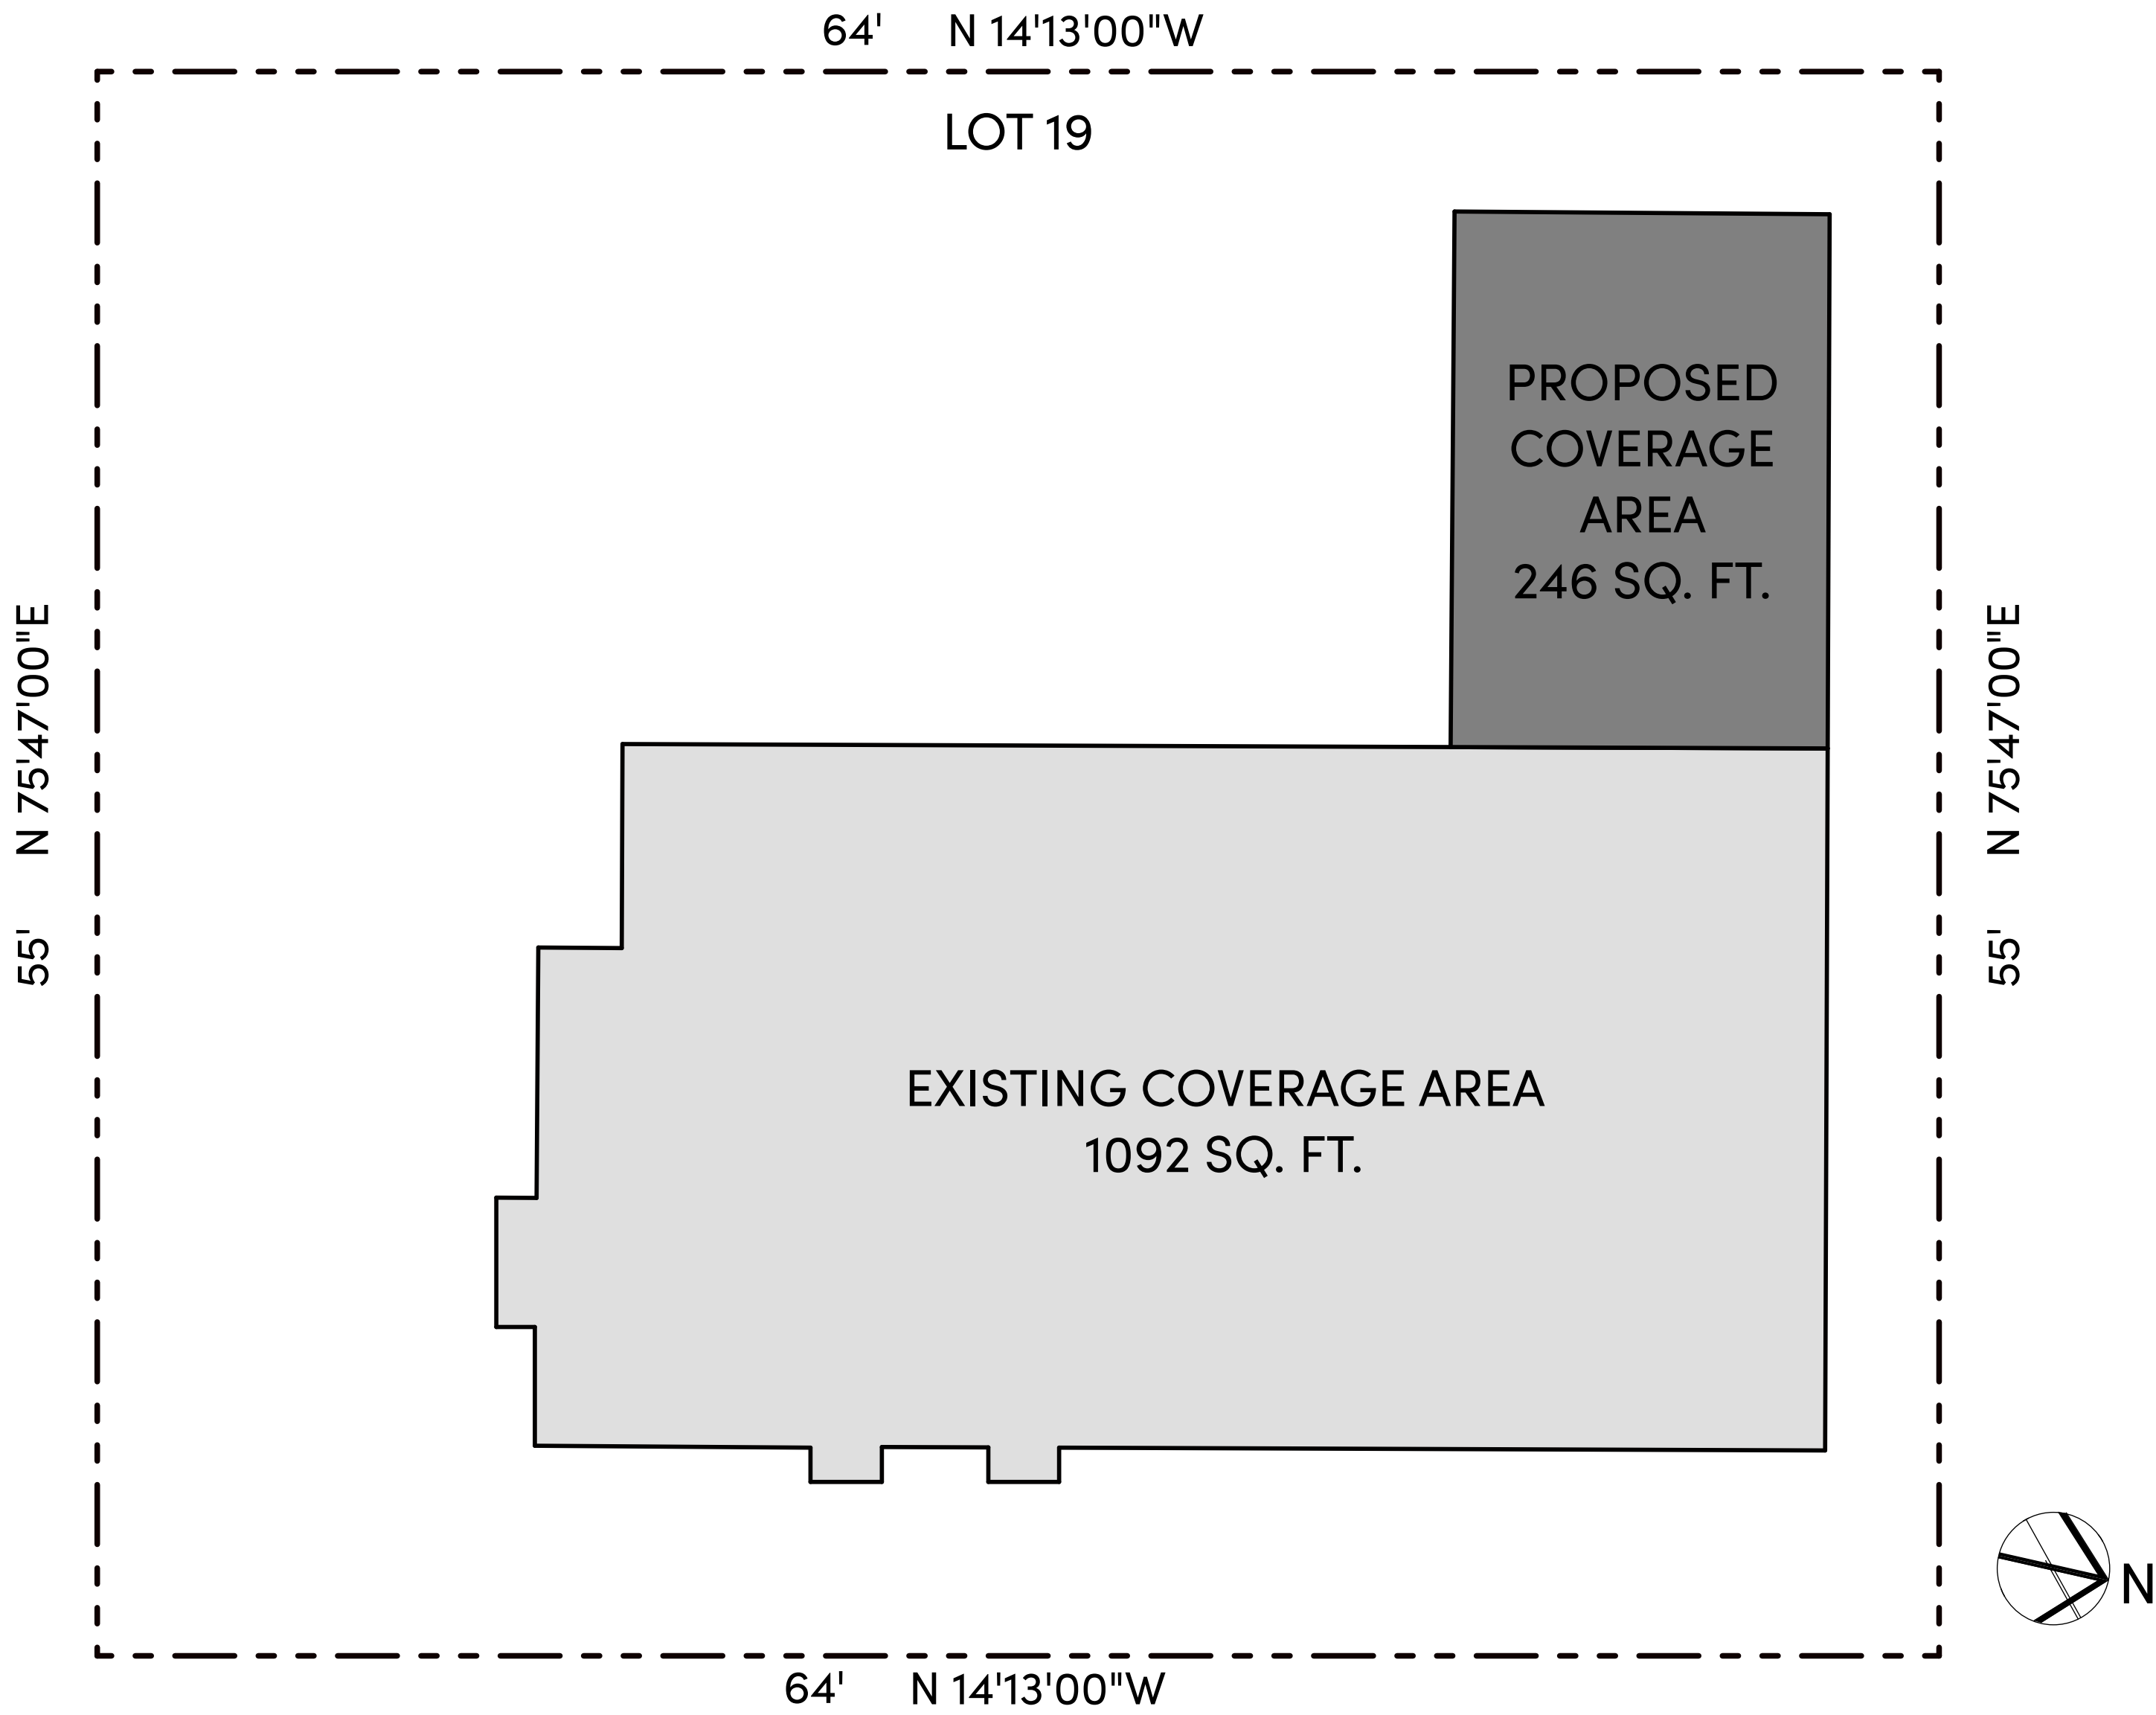 64' N 14'13'00"W
LOT 19
PROPOSED
COVERAGE
AREA
246 SQ. FT.
55' N 75'47'00"E
55' N 75'47'00"E
EXISTING COVERAGE AREA
1092 SQ. FT.
N
64' N 14'13'00"W